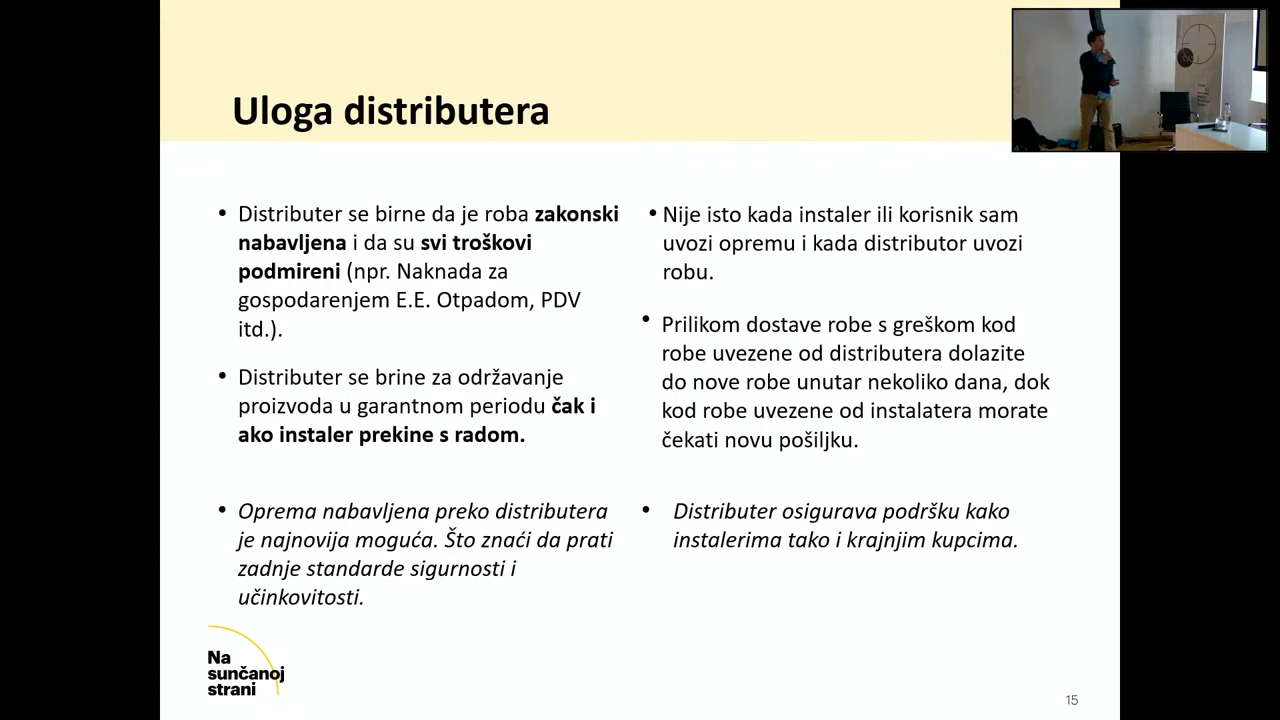 Uloga distributera
• Distributer se birne da je roba zakonski
nabavljena i da su svi troškovi
podmireni (npr. Naknada za
gospodarenjem E.E. Otpadom, PDV
itd.).
• Distributer se brine za održavanje
proizvoda u garantnom periodu čak i
ako instaler prekine s radom.
• Oprema nabavljena preko distributera
je najnovija moguća. Što znaći da prati
zadnje standarde sigurnosti i
učinkovitosti.
• Nije isto kada instaler ili korisnik sam
uvozi opremu i kada distributor uvozi
robu.
• Prilikom dostave robe s greškom kod
robe uvezene od distributera dolazite
do nove robe unutar nekoliko dana, dok
kod robe uvezene od instalatera morate
čekati novu pošiljku.
• Distributer osigurava podršku kako
instalerima tako i krajnjim kupcima.
Na
sunčanoj
strani
15